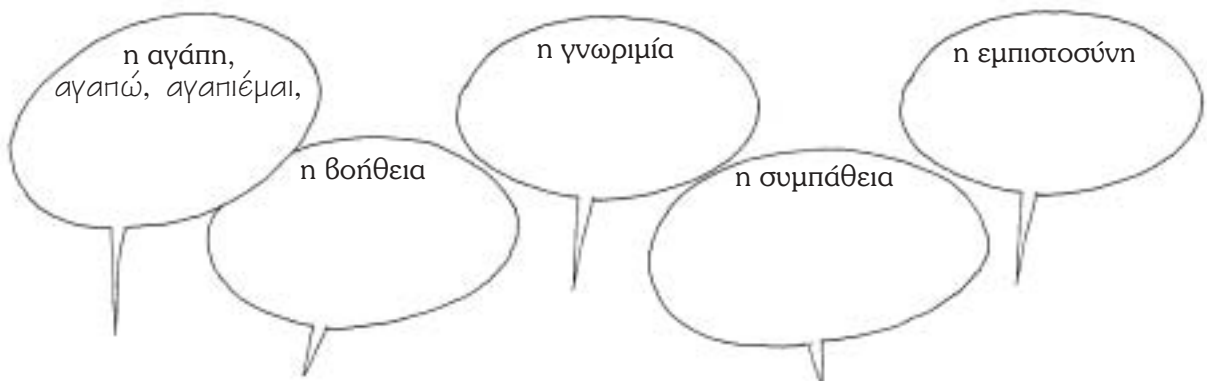 η αγάπη,
αγαπώ, αγαπιέμαι,
η βοήθεια
η γνωριμία
η συμπάθεια
η εμπιστοσύνη